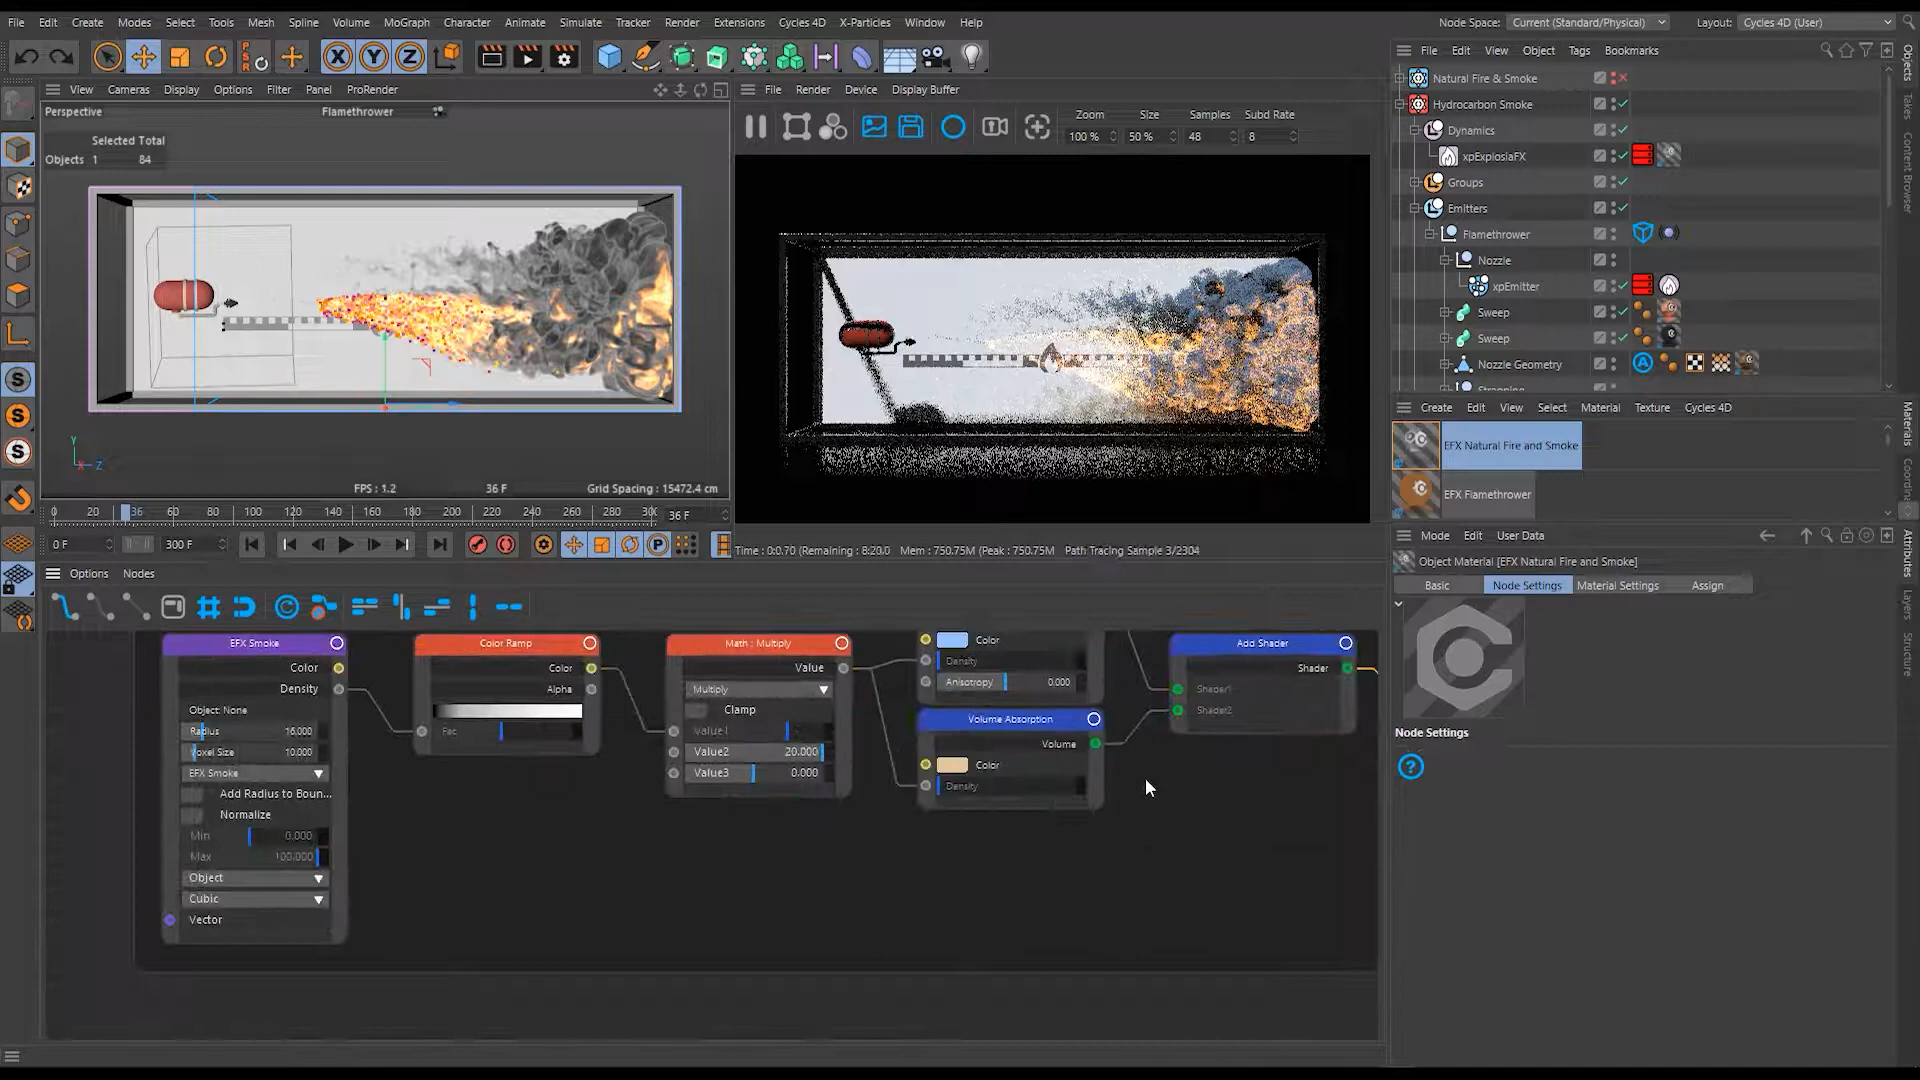 File Edit Create Modes Select Tools Mesh Spline Volume MoGraph Character Animate Simulate Tracker Render Extensions Cycles 4D X-Particles Window Help
Node Space: Current (Standard/Physical) Layout: Cycles 4D (User)
View Cameras Display Options Filter Panel ProRender
Perspective Flamethrower
Selected Total
Objects 1 84
FPS : 1.2 36 F Grid Spacing : 15472.4 cm
0 20 36 60 80 100 120 140 160 180 200 220 240 260 280 36 F
0 F 300 F
File Render Device Display Buffer
Zoom Size Samples Subd Rate
100 % 50 % 48 8
Time : 0:0.70 (Remaining : 8:20.0 Mem : 750.75M (Peak : 750.75M Path Tracing Sample 3/2304
Options Nodes
EFX Smoke
Color
Density
Object: None
Radius 16.000
Voxel Size 10.000
EFX Smoke
Add Radius to Boun...
Normalize
Min 0.000
Max 100.000
Object
Cubic
Vector
Color Ramp
Color
Alpha
Fac
Math : Multiply
Value
Multiply
Clamp
Value1
Value2 20.000
Value3 0.000
Color
Density
Anisotropy 0.000
Volume Absorption
Volume
Color
Density
Add Shader
Shader
Shader1
Shader2
File Edit View Object Tags Bookmarks
Natural Fire & Smoke
Hydrocarbon Smoke
Dynamics
xpExplosiaFX
Groups
Emitters
Flamethrower
Nozzle
xpEmitter
Sweep
Sweep
Nozzle Geometry
Strapping
Create Edit View Select Material Texture Cycles 4D
EFX Natural Fire and Smoke
EFX Flamethrower
Mode Edit User Data
Object Material [EFX Natural Fire and Smoke]
Basic Node Settings Material Settings Assign
Node Settings
Objects
Takes
Content Browser
Materials
Attributes
Layers
Structure